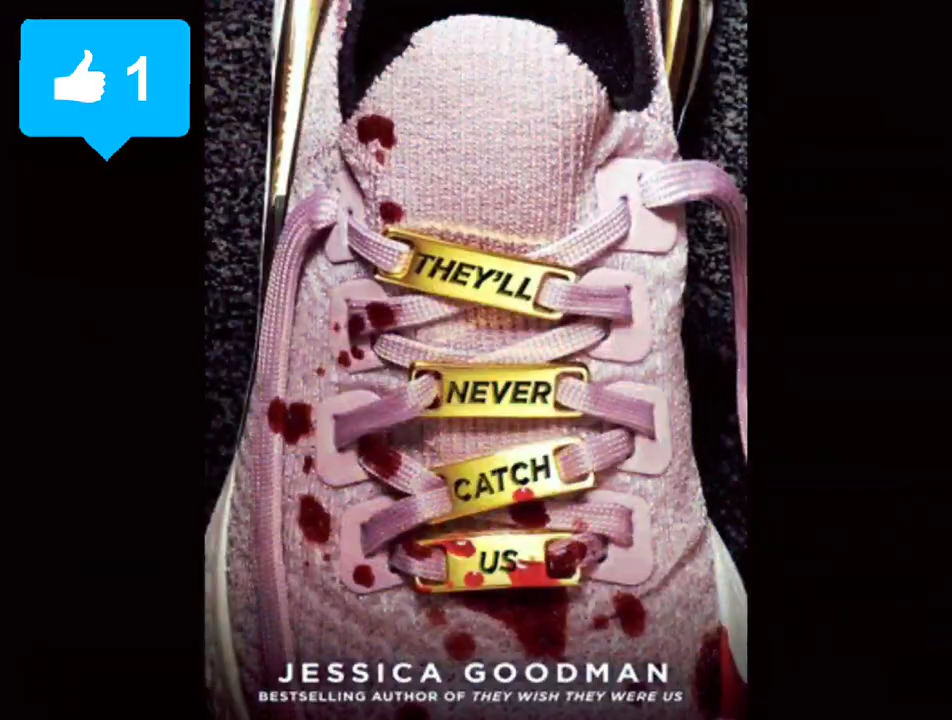 1
THEY'LL
NEVER
CATCH
US
JESSICA GOODMAN
BESTSELLING AUTHOR OF THEY WISH THEY WERE US